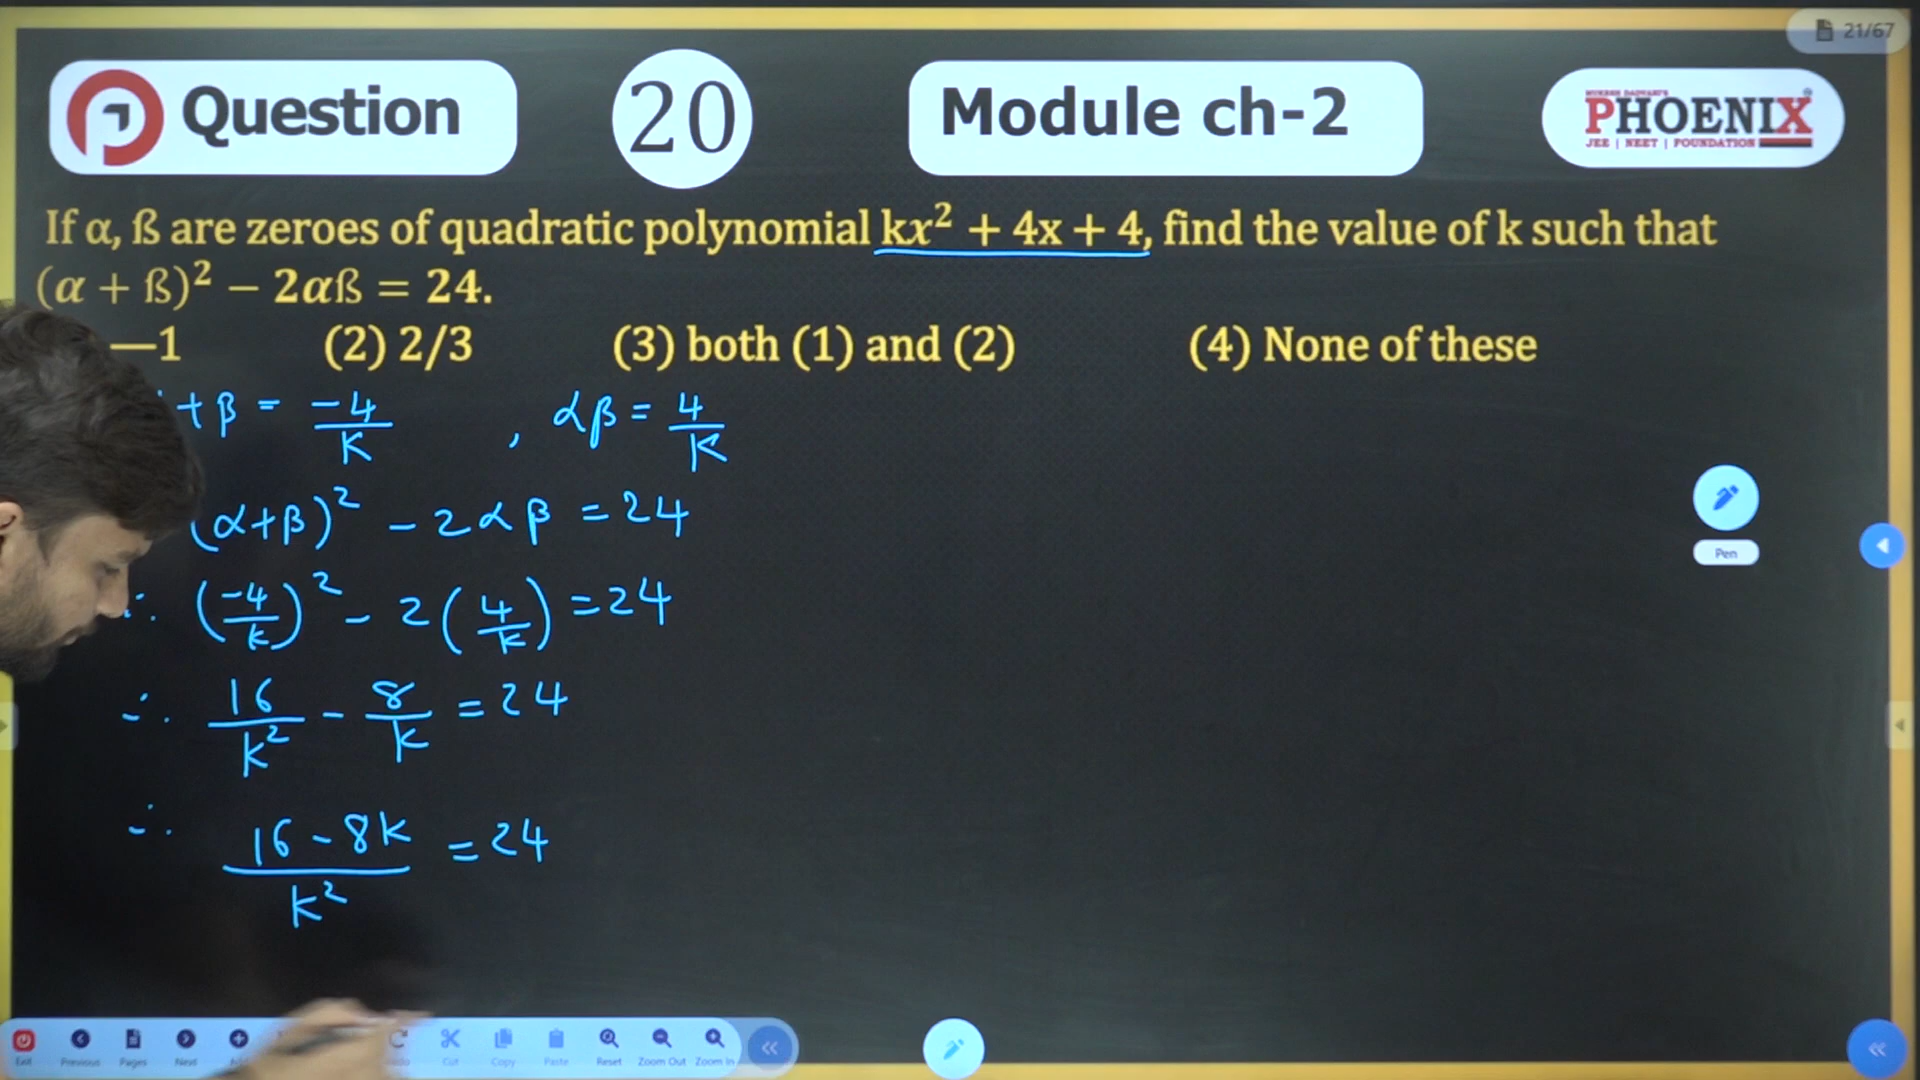 21/67
Question 20 Module ch-2
MUKESH DADVANI'S
PHOENIX
JEE | NEET | FOUNDATION
If α, ß are zeroes of quadratic polynomial kx² + 4x + 4, find the value of k such that
(α + ß)² − 2αß = 24.
—1 (2) 2/3 (3) both (1) and (2) (4) None of these
+ β = -4/K , αβ = 4/K
(α+β)² - 2αβ = 24
∴ (-4/k)² - 2(4/k) = 24
∴ 16/k² - 8/k = 24
∴ 16-8k/k² = 24
Pen
Exit Previous Pages Next Cut Copy Paste Reset Zoom Out Zoom In